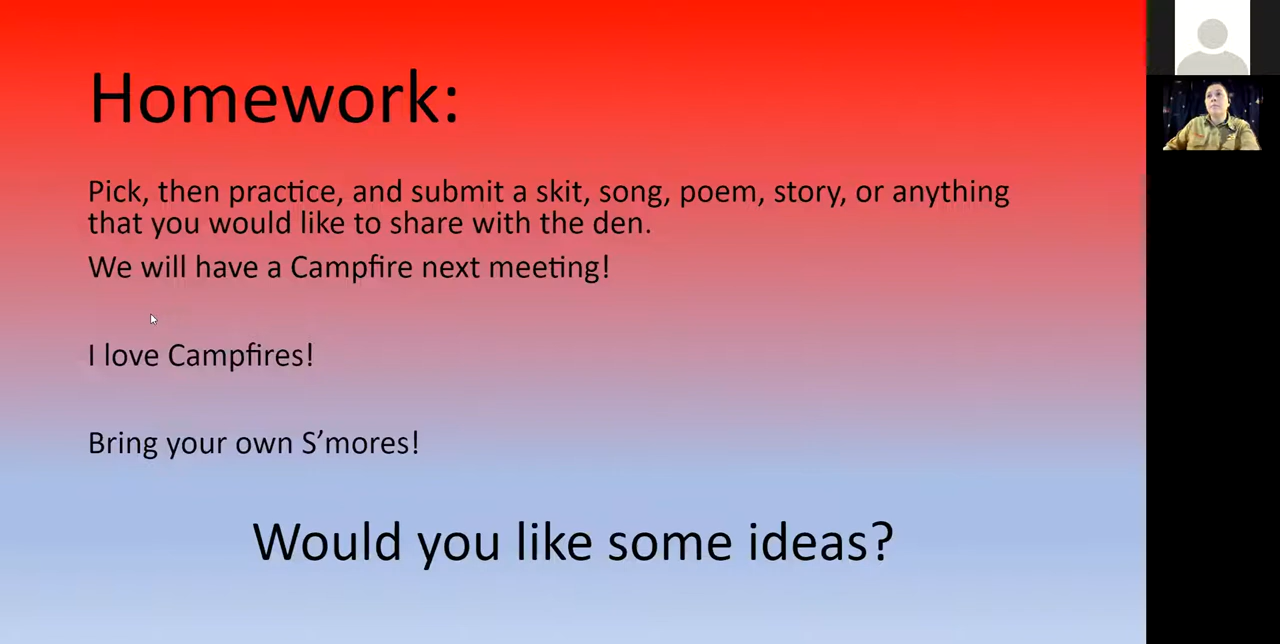 Homework:
Pick, then practice, and submit a skit, song, poem, story, or anything
that you would like to share with the den.
We will have a Campfire next meeting!
I love Campfires!
Bring your own S’mores!
Would you like some ideas?